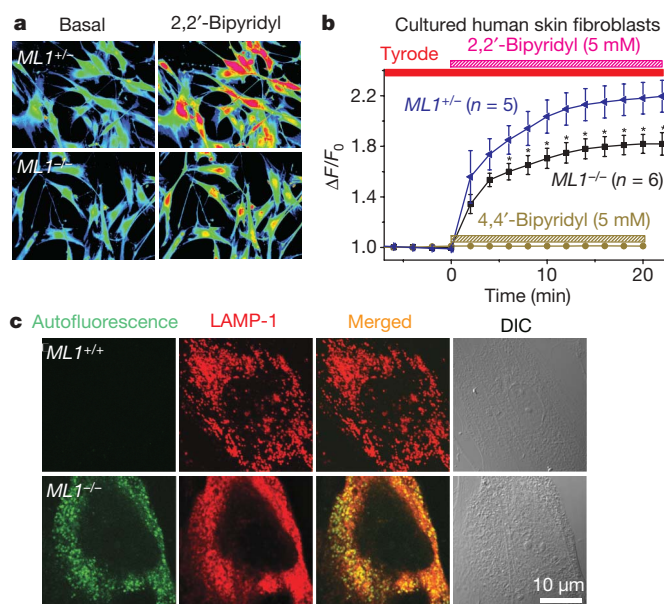 a
Basal
2,2′-Bipyridyl
ML1+/–
ML1–/–
b
Cultured human skin fibroblasts
2,2′-Bipyridyl (5 mM)
Tyrode
ΔF/F0
2.2
1.8
1.4
1.0
ML1+/– (n = 5)
* * * * * * * * * *
ML1–/– (n = 6)
4,4′-Bipyridyl (5 mM)
0 10 20
Time (min)
c
Autofluorescence
LAMP-1
Merged
DIC
ML1+/+
ML1–/–
10 μm